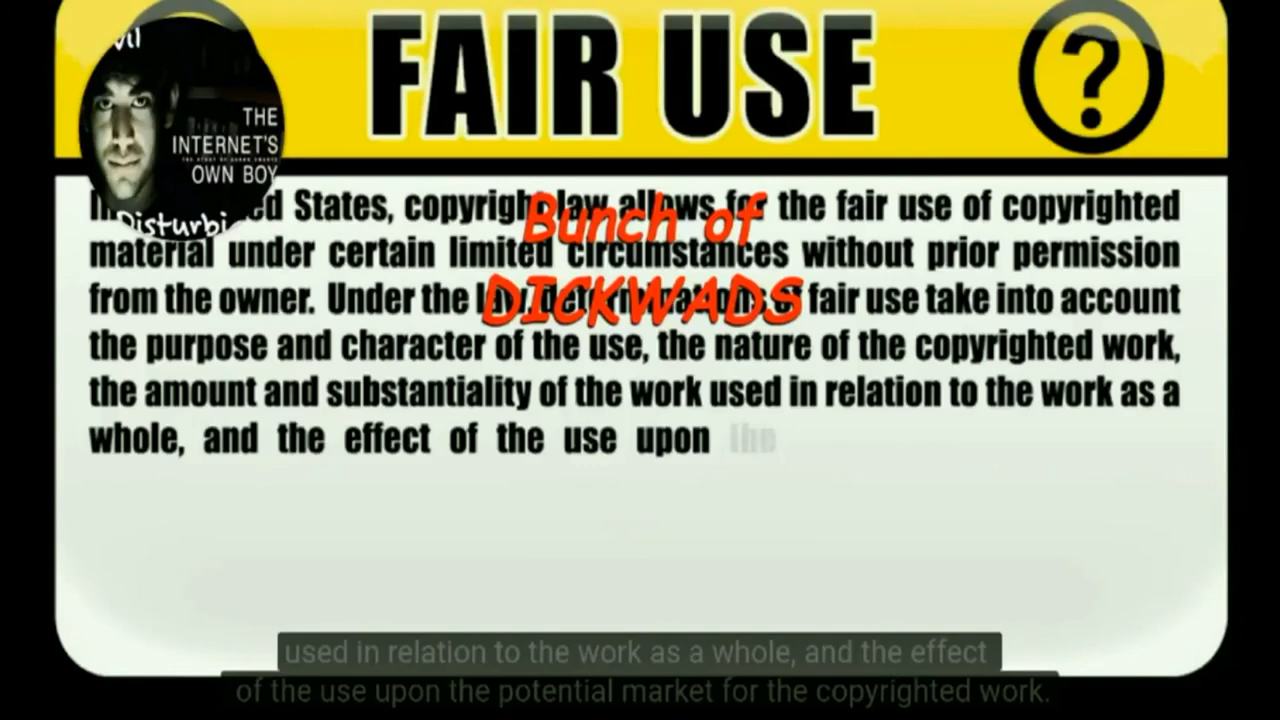 FAIR USE
?
vil
THE
INTERNET'S
OWN BOY
Disturbi
ed States, copyright law allows for the fair use of copyrighted
material under certain limited circumstances without prior permission
from the owner. Under the law, determinations of fair use take into account
the purpose and character of the use, the nature of the copyrighted work,
the amount and substantiality of the work used in relation to the work as a
whole, and the effect of the use upon the
Bunch of
DICKWADS
used in relation to the work as a whole, and the effect
of the use upon the potential market for the copyrighted work.